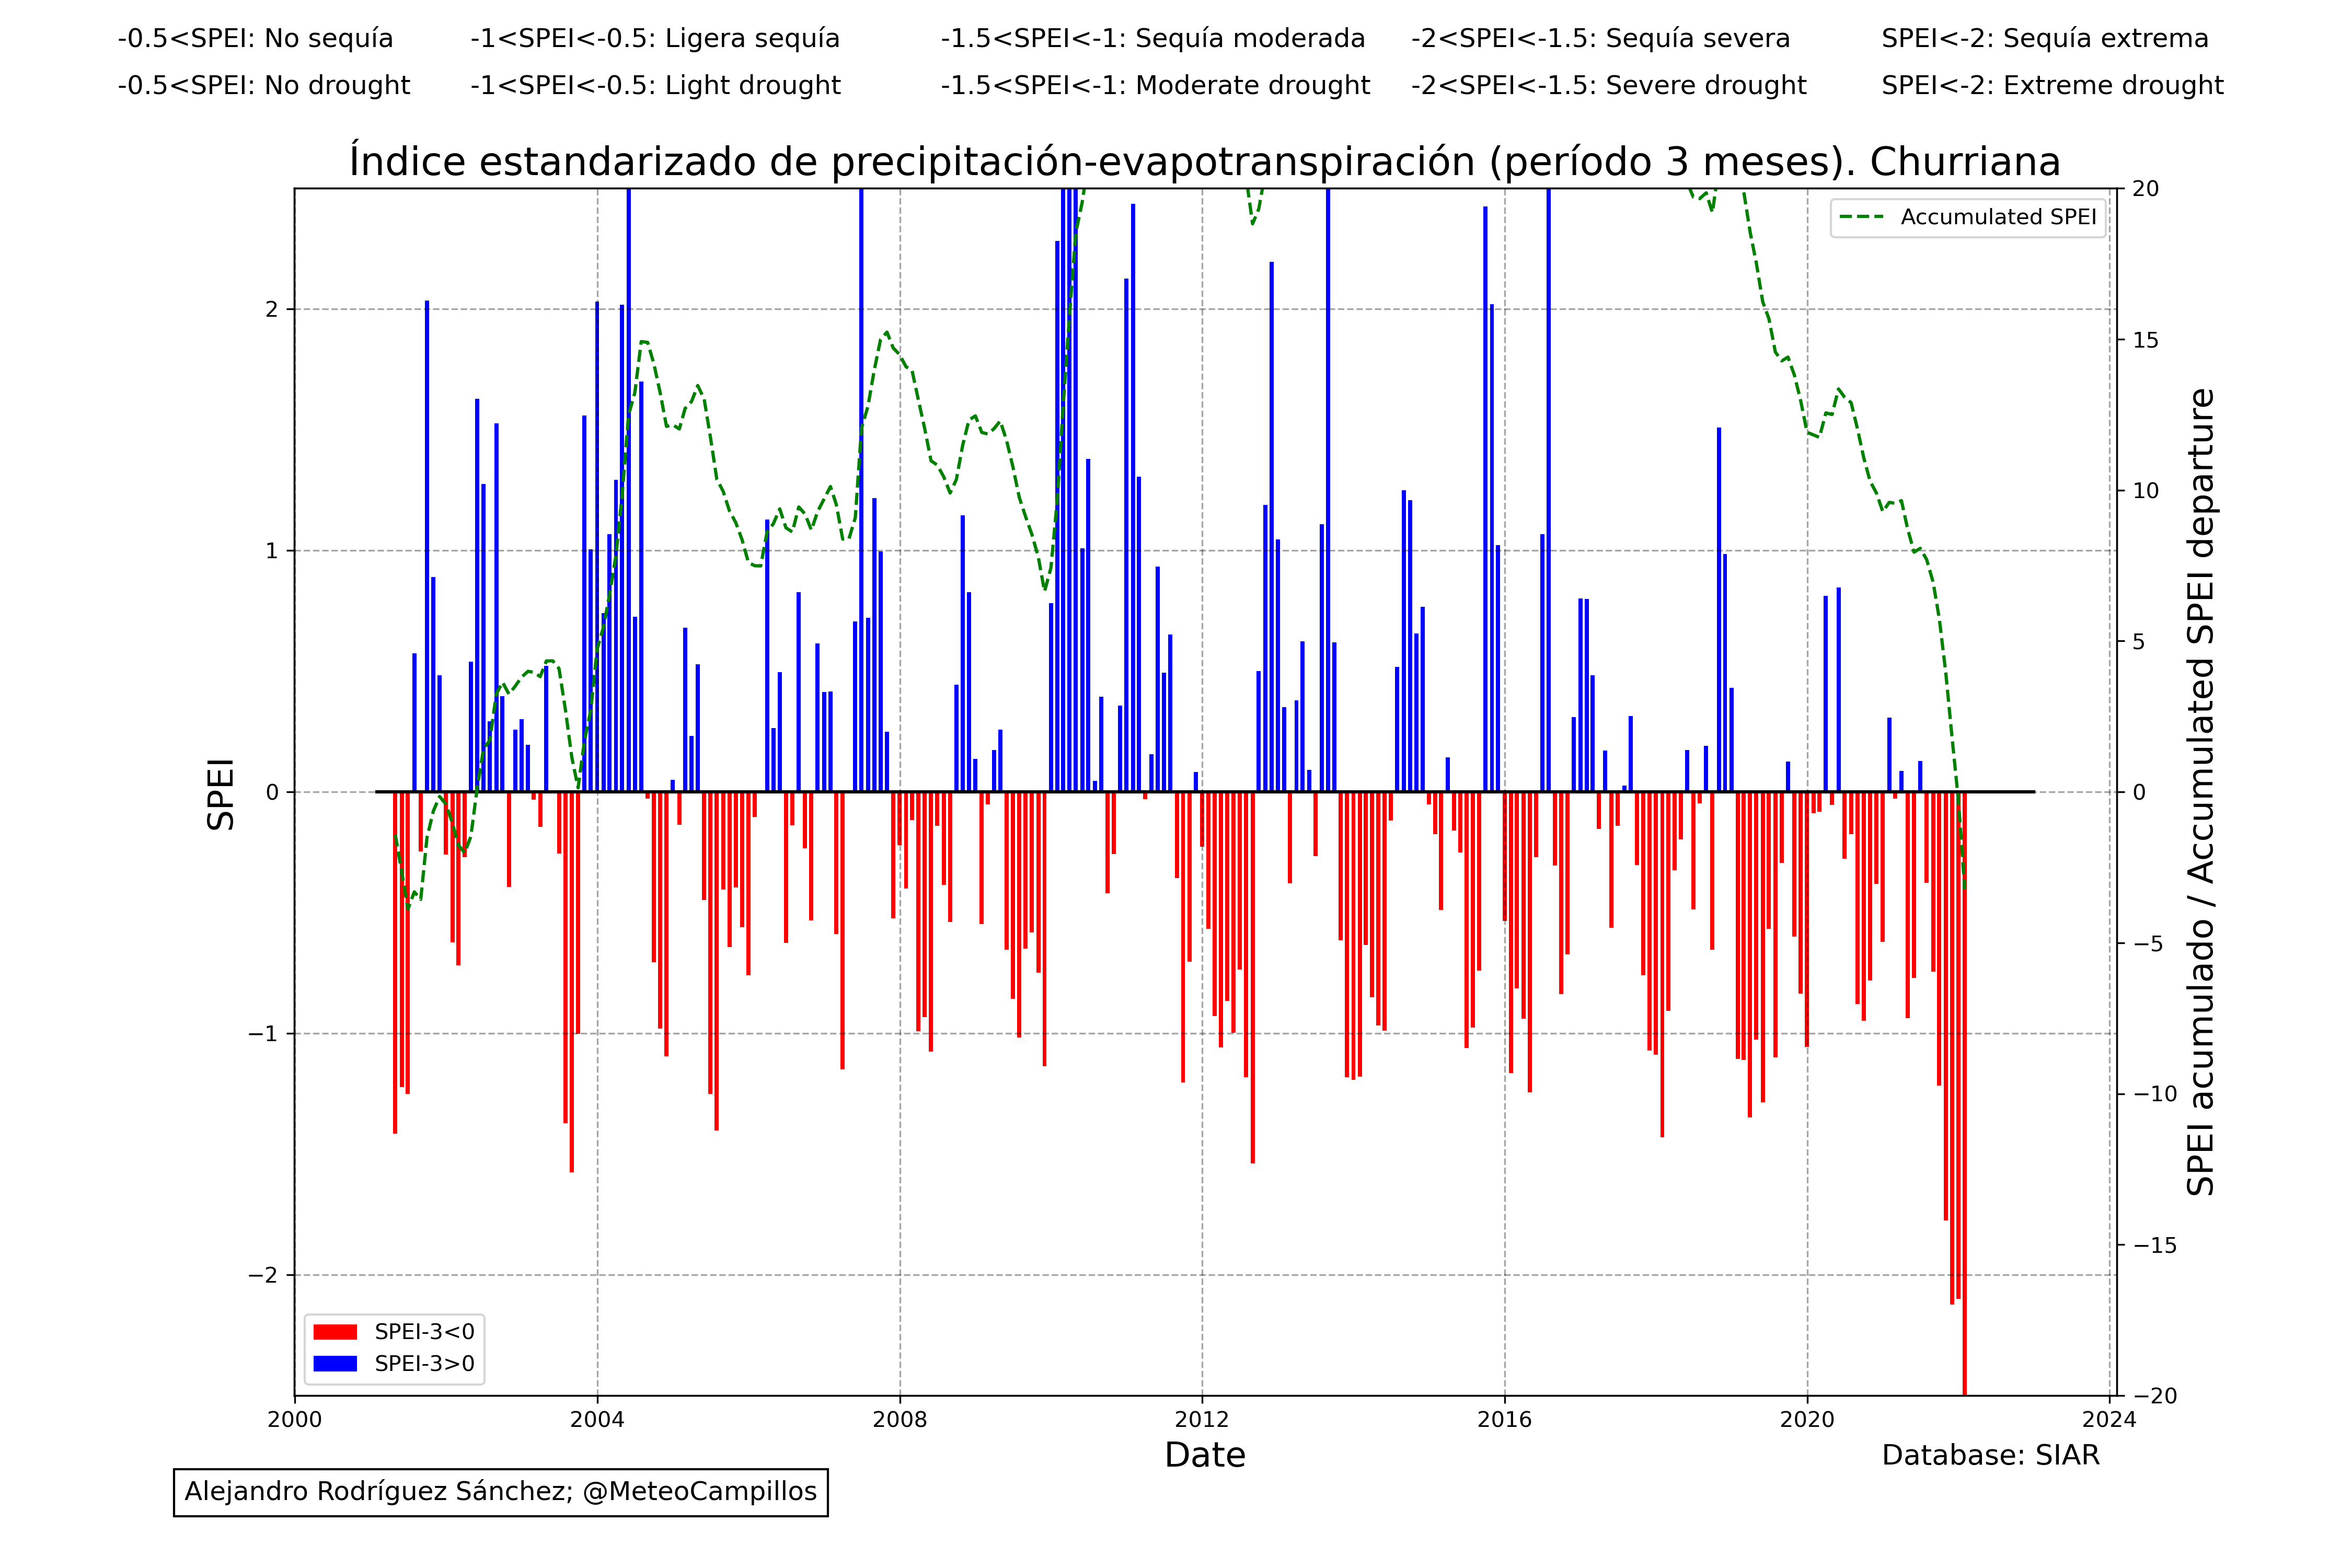 -0.5<SPEI: No sequía -1<SPEI<-0.5: Ligera sequía -1.5<SPEI<-1: Sequía moderada -2<SPEI<-1.5: Sequía severa SPEI<-2: Sequía extrema
-0.5<SPEI: No drought -1<SPEI<-0.5: Light drought -1.5<SPEI<-1: Moderate drought -2<SPEI<-1.5: Severe drought SPEI<-2: Extreme drought
Índice estandarizado de precipitación-evapotranspiración (período 3 meses). Churriana
Accumulated SPEI
SPEI
2
1
0
−1
−2
20
15
10
5
0
−5
−10
−15
−20
SPEI acumulado / Accumulated SPEI departure
SPEI-3<0
SPEI-3>0
2000 2004 2008 2012 2016 2020 2024
Date
Database: SIAR
Alejandro Rodríguez Sánchez; @MeteoCampillos